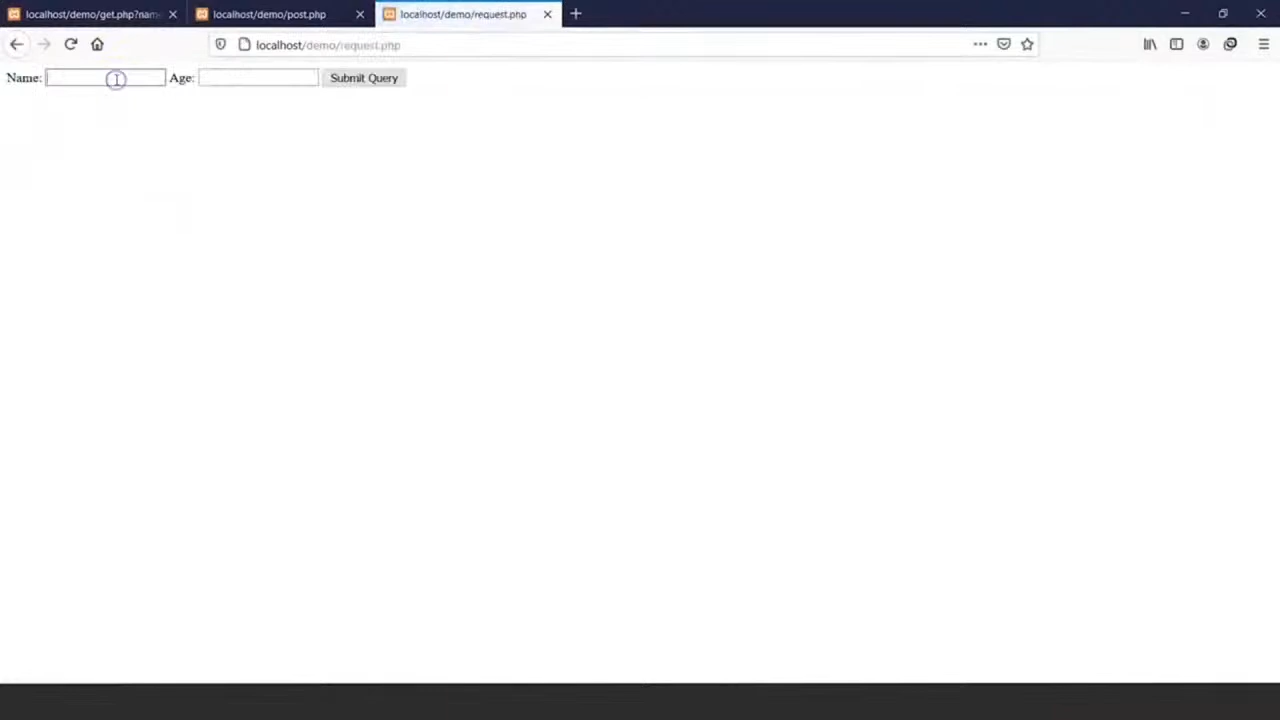 localhost/demo/get.php?nam
localhost/demo/post.php
localhost/demo/request.php
localhost/demo/request.php
Name: Age: Submit Query